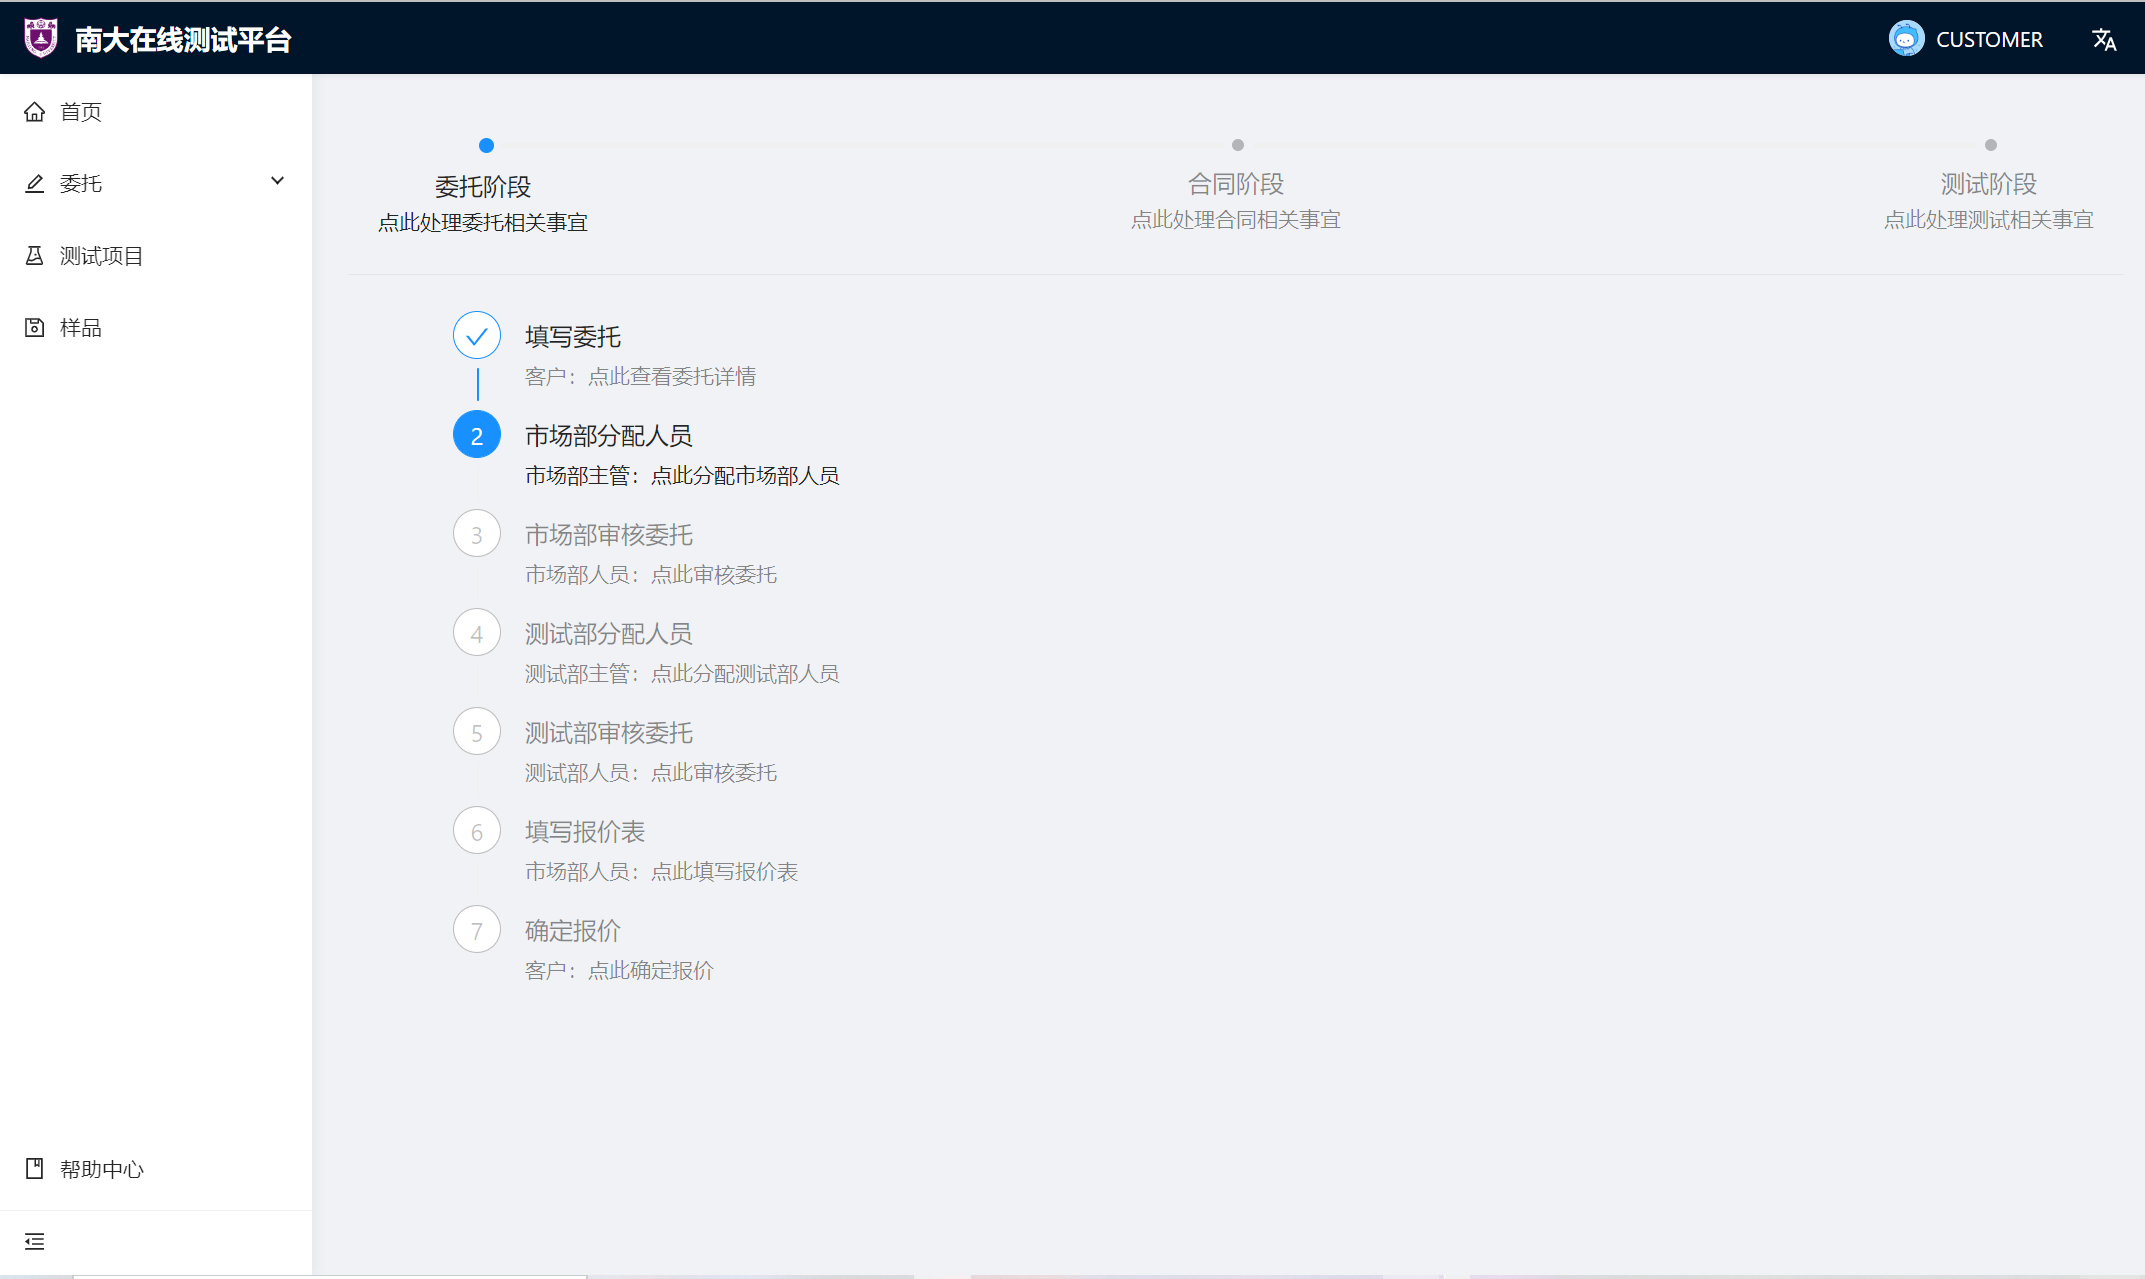 南大在线测试平台
CUSTOMER
首页
委托
测试项目
样品
委托阶段
点此处理委托相关事宜
合同阶段
点此处理合同相关事宜
测试阶段
点此处理测试相关事宜
填写委托
客户：点此查看委托详情
2
市场部分配人员
市场部主管：点此分配市场部人员
3
市场部审核委托
市场部人员：点此审核委托
4
测试部分配人员
测试部主管：点此分配测试部人员
5
测试部审核委托
测试部人员：点此审核委托
6
填写报价表
市场部人员：点此填写报价表
7
确定报价
客户：点此确定报价
帮助中心